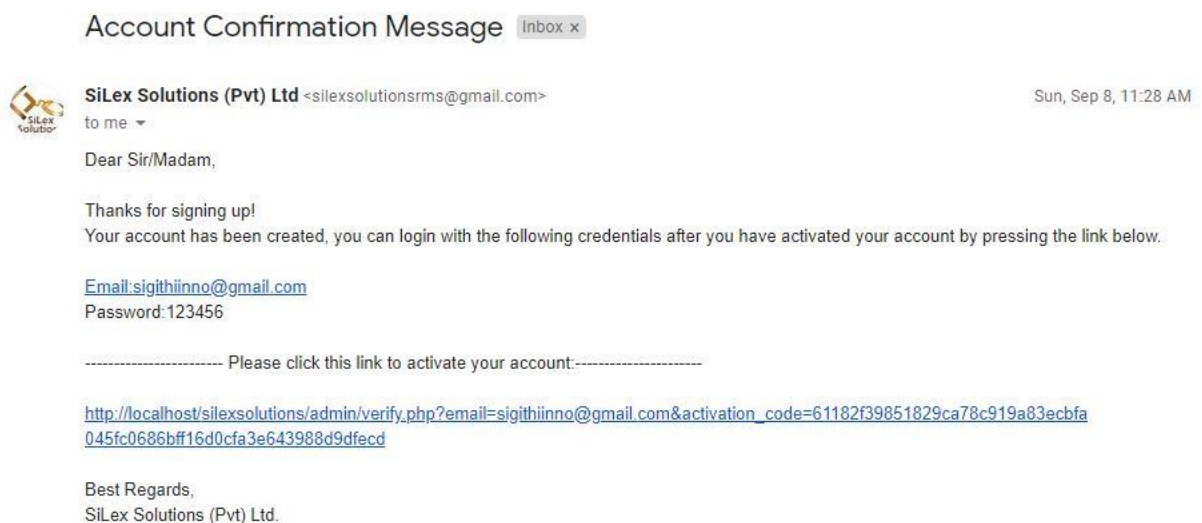 Account Confirmation Message Inbox x
SiLex Solutions (Pvt) Ltd <silexsolutionsrms@gmail.com> Sun, Sep 8, 11:28 AM
SiLex
Solution
to me
Dear Sir/Madam,
Thanks for signing up!
Your account has been created, you can login with the following credentials after you have activated your account by pressing the link below.
Email:sigithiinno@gmail.com
Password:123456
------------------------ Please click this link to activate your account:----------------------
http://localhost/silexsolutions/admin/verify.php?email=sigithiinno@gmail.com&activation_code=61182f39851829ca78c919a83ecbfa
045fc0686bff16d0cfa3e643988d9dfecd
Best Regards,
SiLex Solutions (Pvt) Ltd.